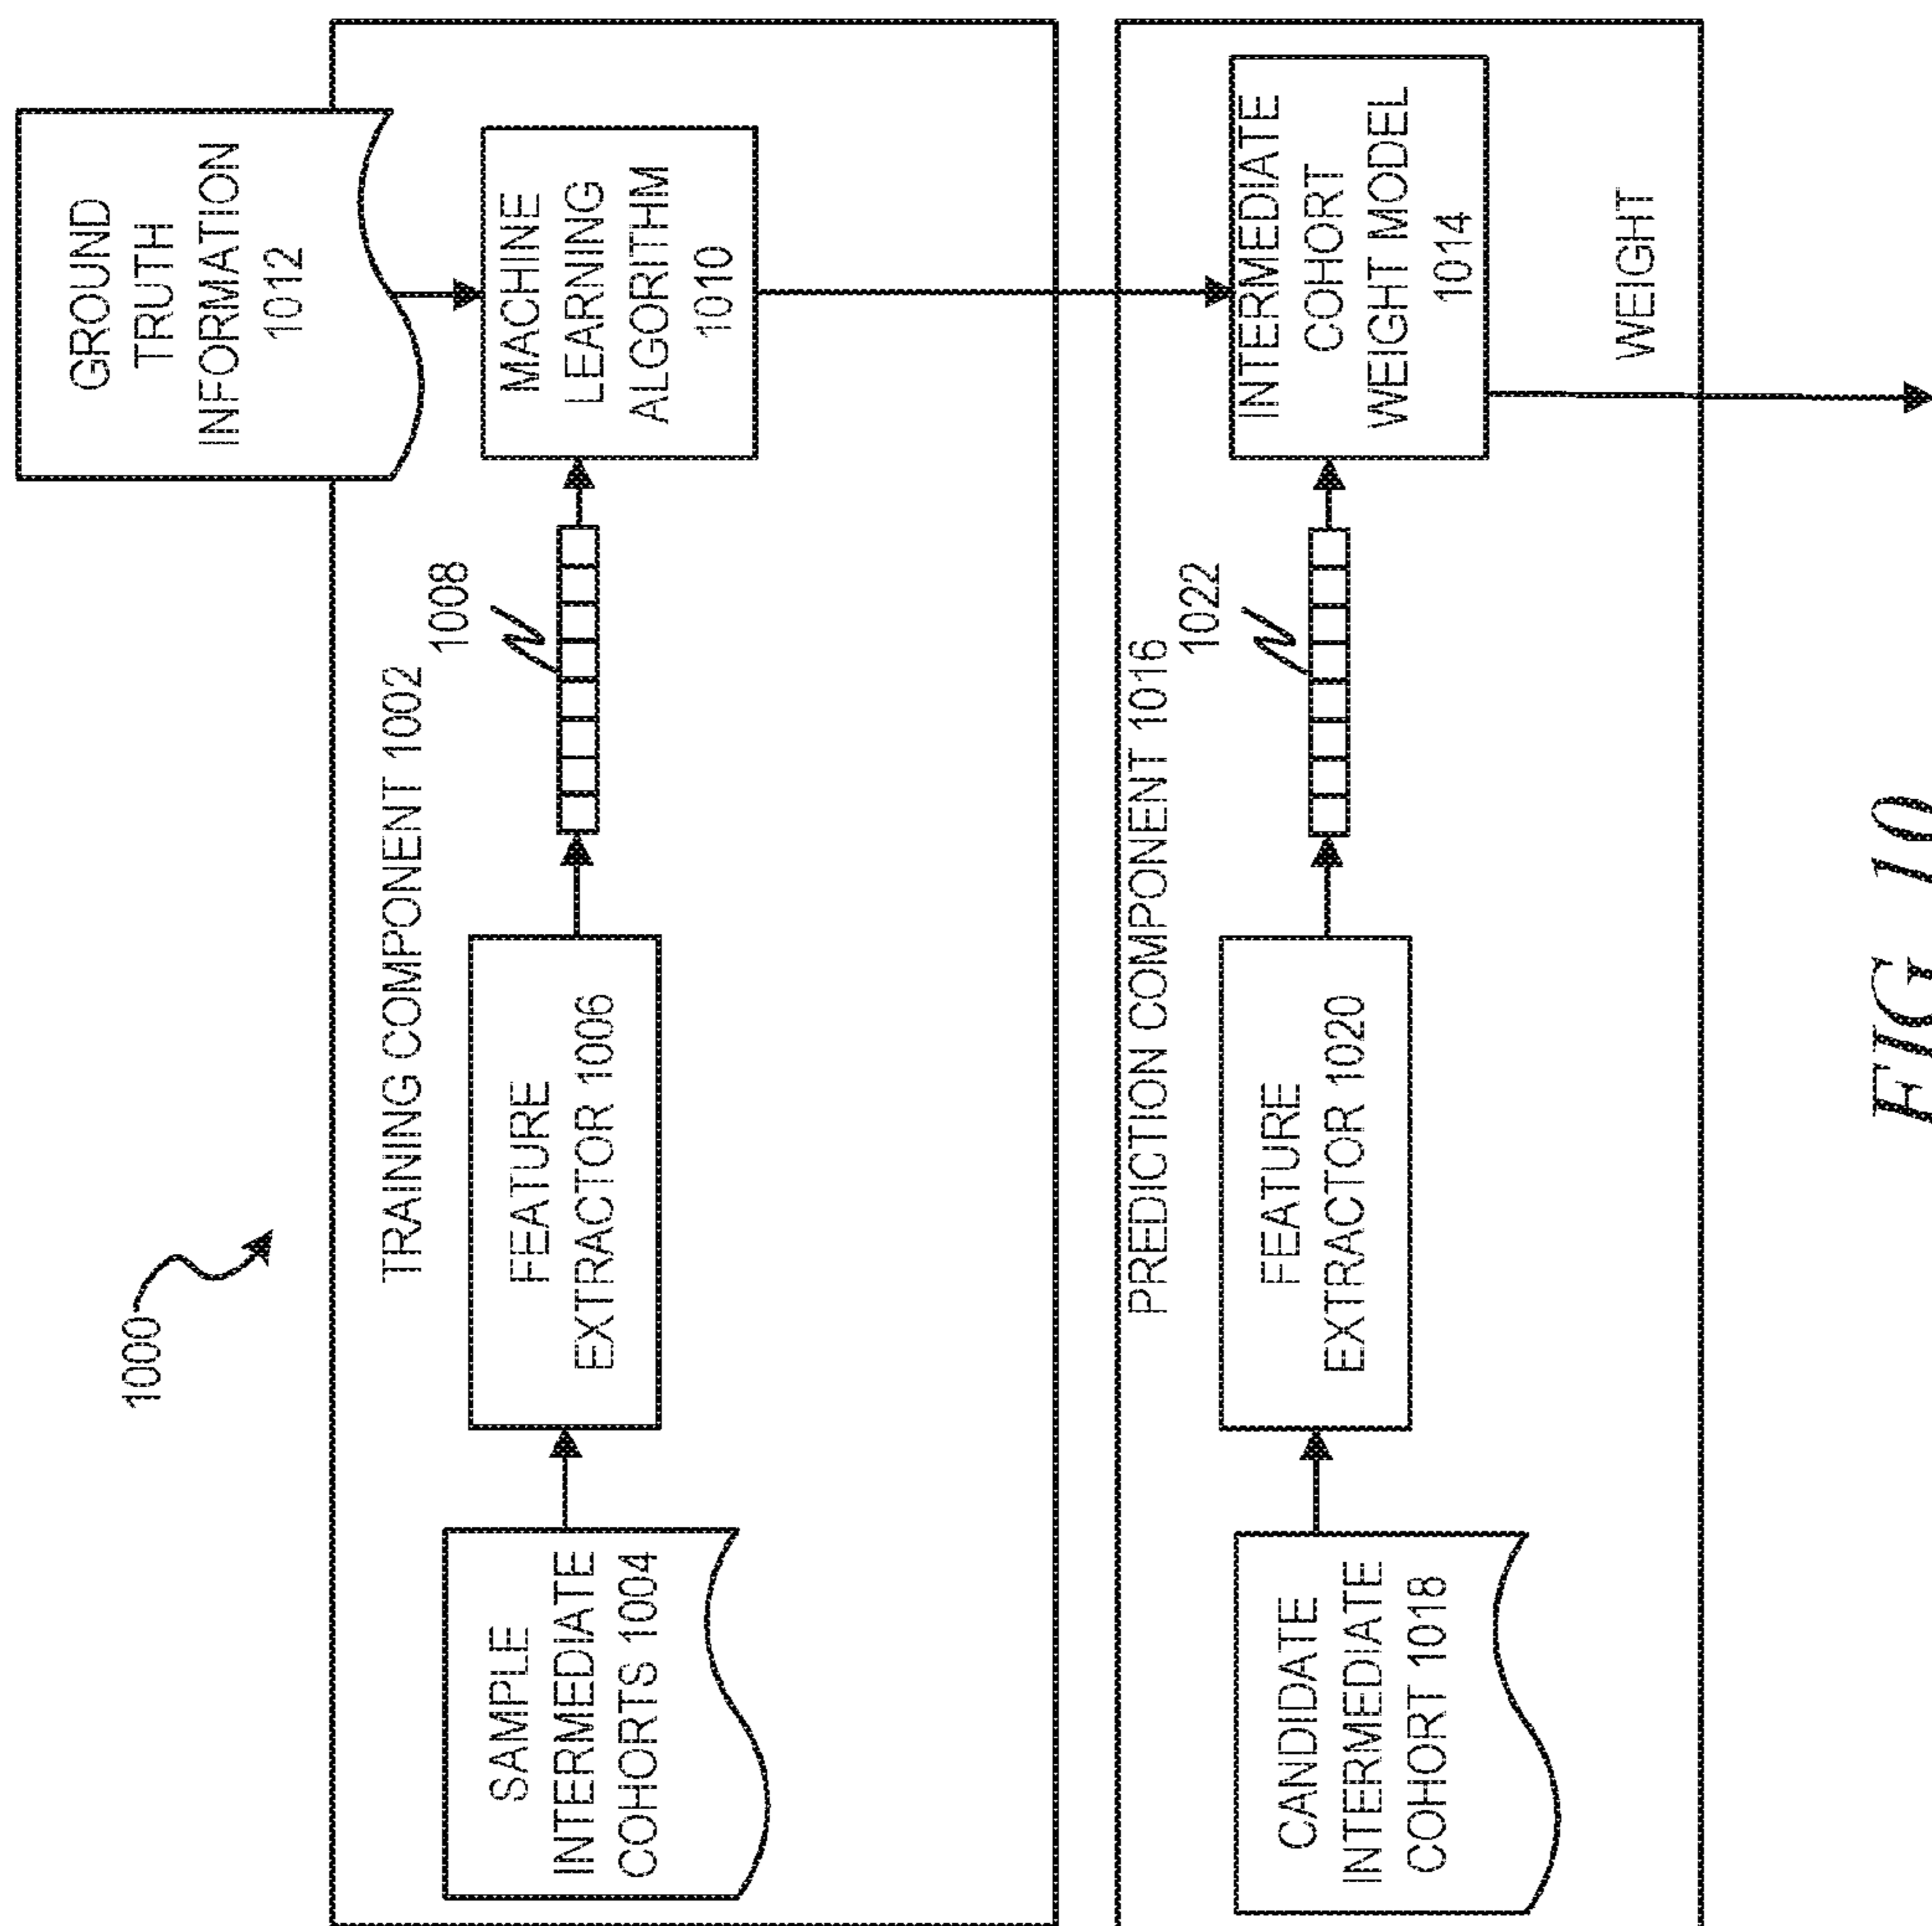 1000
GROUND
TRUTH
INFORMATION
1012
TRAINING COMPONENT 1002
1008
SAMPLE
INTERMEDIATE
COHORTS 1004
FEATURE
EXTRACTOR 1006
MACHINE
LEARNING
ALGORITHM
1010
PREDICTION COMPONENT 1016
1022
CANDIDATE
INTERMEDIATE
COHORT 1018
FEATURE
EXTRACTOR 1020
INTERMEDIATE
COHORT
WEIGHT MODEL
1014
WEIGHT
FIG. 10